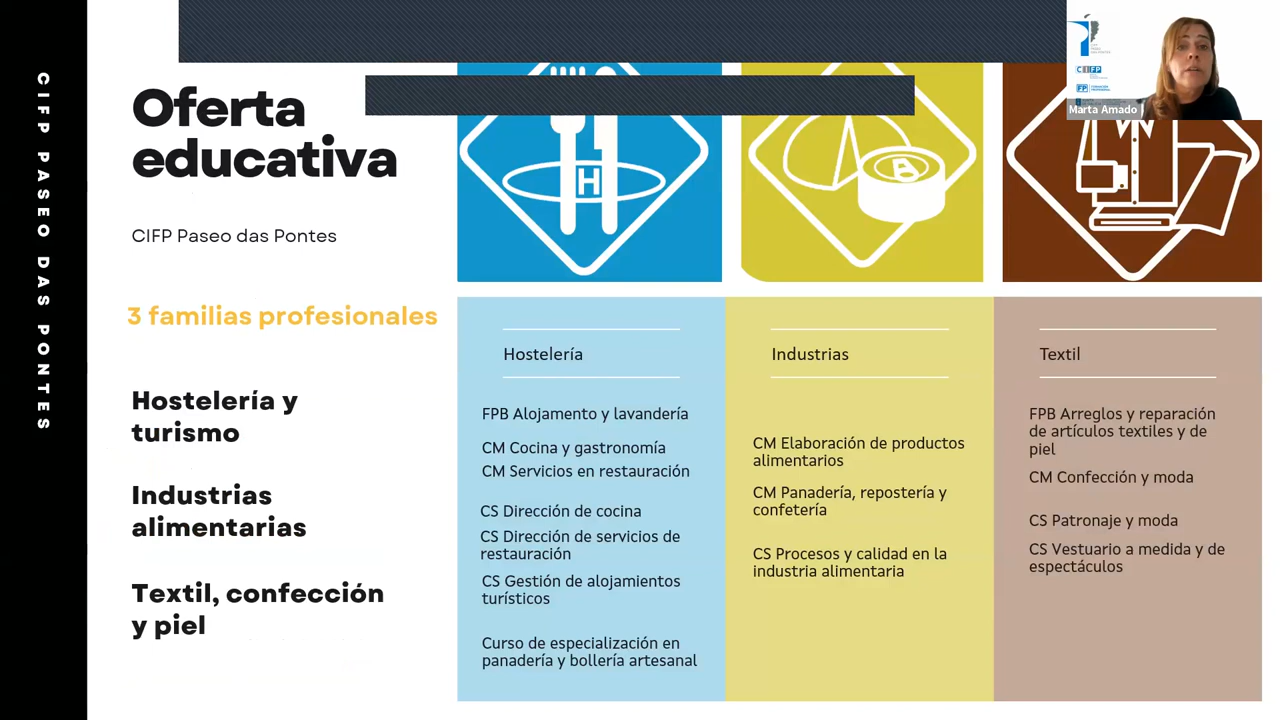 CIFP PASEO DAS PONTES
Oferta
educativa
CIFP Paseo das Pontes
3 familias profesionales
Hostelería y
turismo
Industrias
alimentarias
Textil, confección
y piel
H
Hostelería
FPB Alojamento y lavandería
CM Cocina y gastronomía
CM Servicios en restauración
CS Dirección de cocina
CS Dirección de servicios de
restauración
CS Gestión de alojamientos
turísticos
Curso de especialización en
panadería y bollería artesanal
Industrias
CM Elaboración de productos
alimentarios
CM Panadería, repostería y
confetería
CS Procesos y calidad en la
industria alimentaria
Textil
FPB Arreglos y reparación
de artículos textiles y de
piel
CM Confección y moda
CS Patronaje y moda
CS Vestuario a medida y de
espectáculos
CIFP
FP
Marta Amado